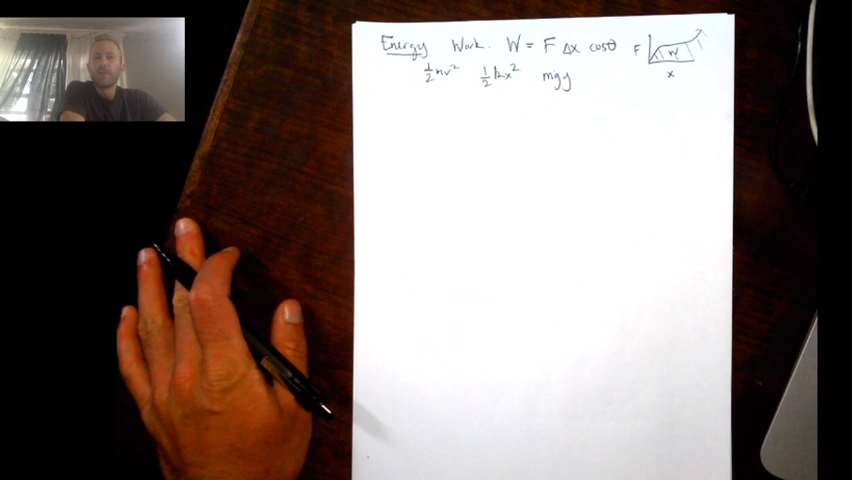 Energy Work. W = F Δx cosθ F W x
½mv² ½kx² mgy